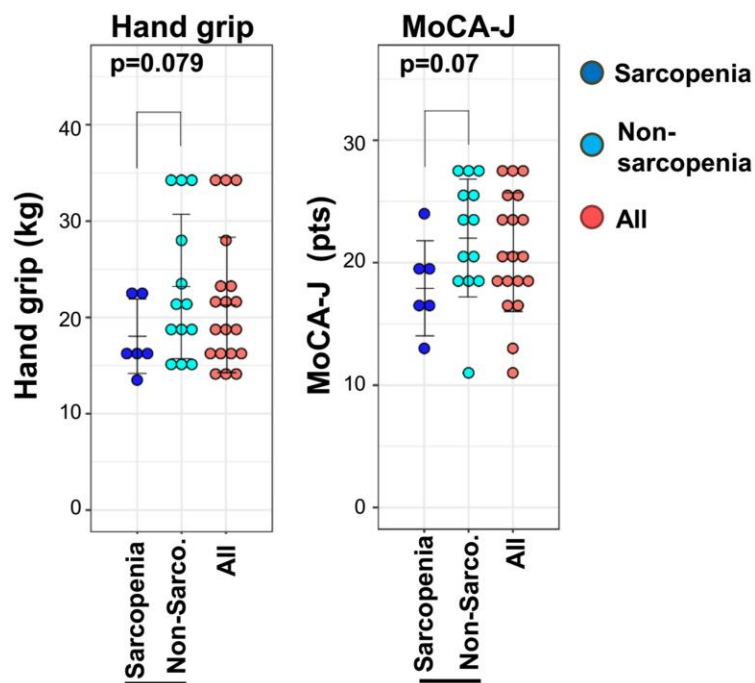 Hand grip
p=0.079
Hand grip (kg)
40
30
20
10
0
Sarcopenia
Non-Sarco.
All
MoCA-J
p=0.07
MoCA-J (pts)
30
20
10
0
Sarcopenia
Non-Sarco.
All
Sarcopenia
Non-
sarcopenia
All